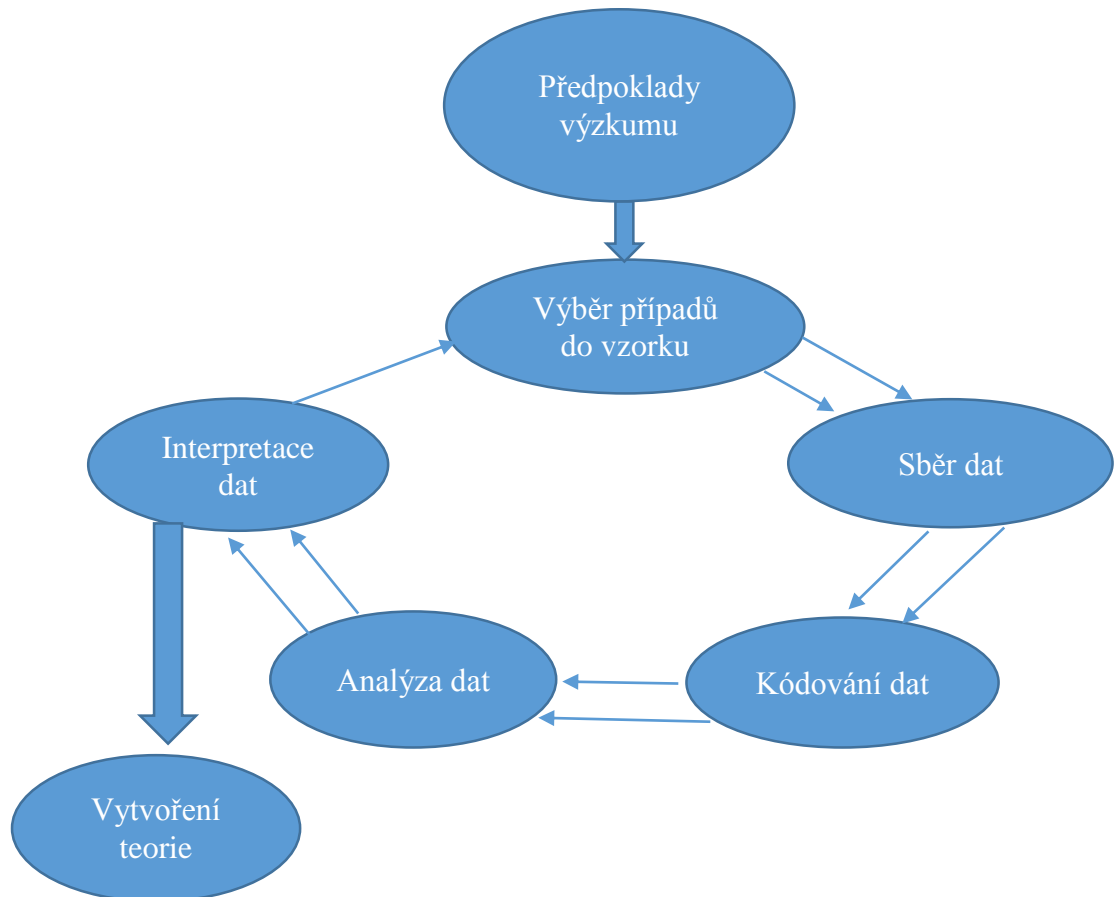 Předpoklady
výzkumu
Výběr případů
do vzorku
Interpretace
dat
Sběr dat
Analýza dat
Kódování dat
Vytvoření
teorie